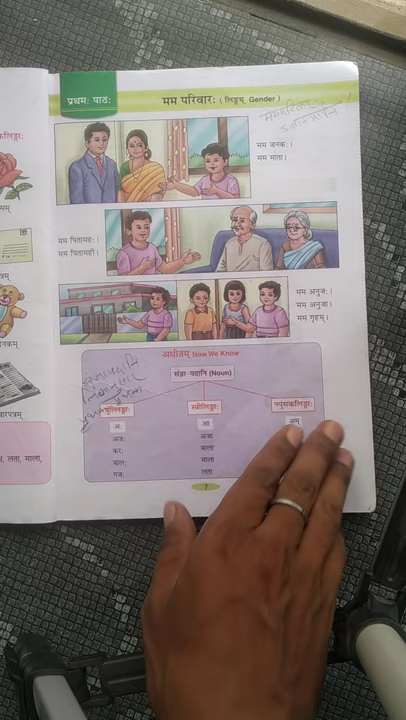 प्रथमः पाठः
मम परिवारः ( लिङ्गम् Gender )
मम जनकः ।
मम माता ।
मम पितामहः ।
मम पितामही ।
मम अनुजः ।
मम अनुजा ।
मम गृहम् ।
अधीतम् Now We Know
संज्ञा-पदानि (Noun)
पुल्लिङ्गः स्त्रीलिङ्गः नपुंसकलिङ्गः
अः आ अम्
अजः अजा
करः बाला
बालः माला
गजः लता
7
लता, माला,